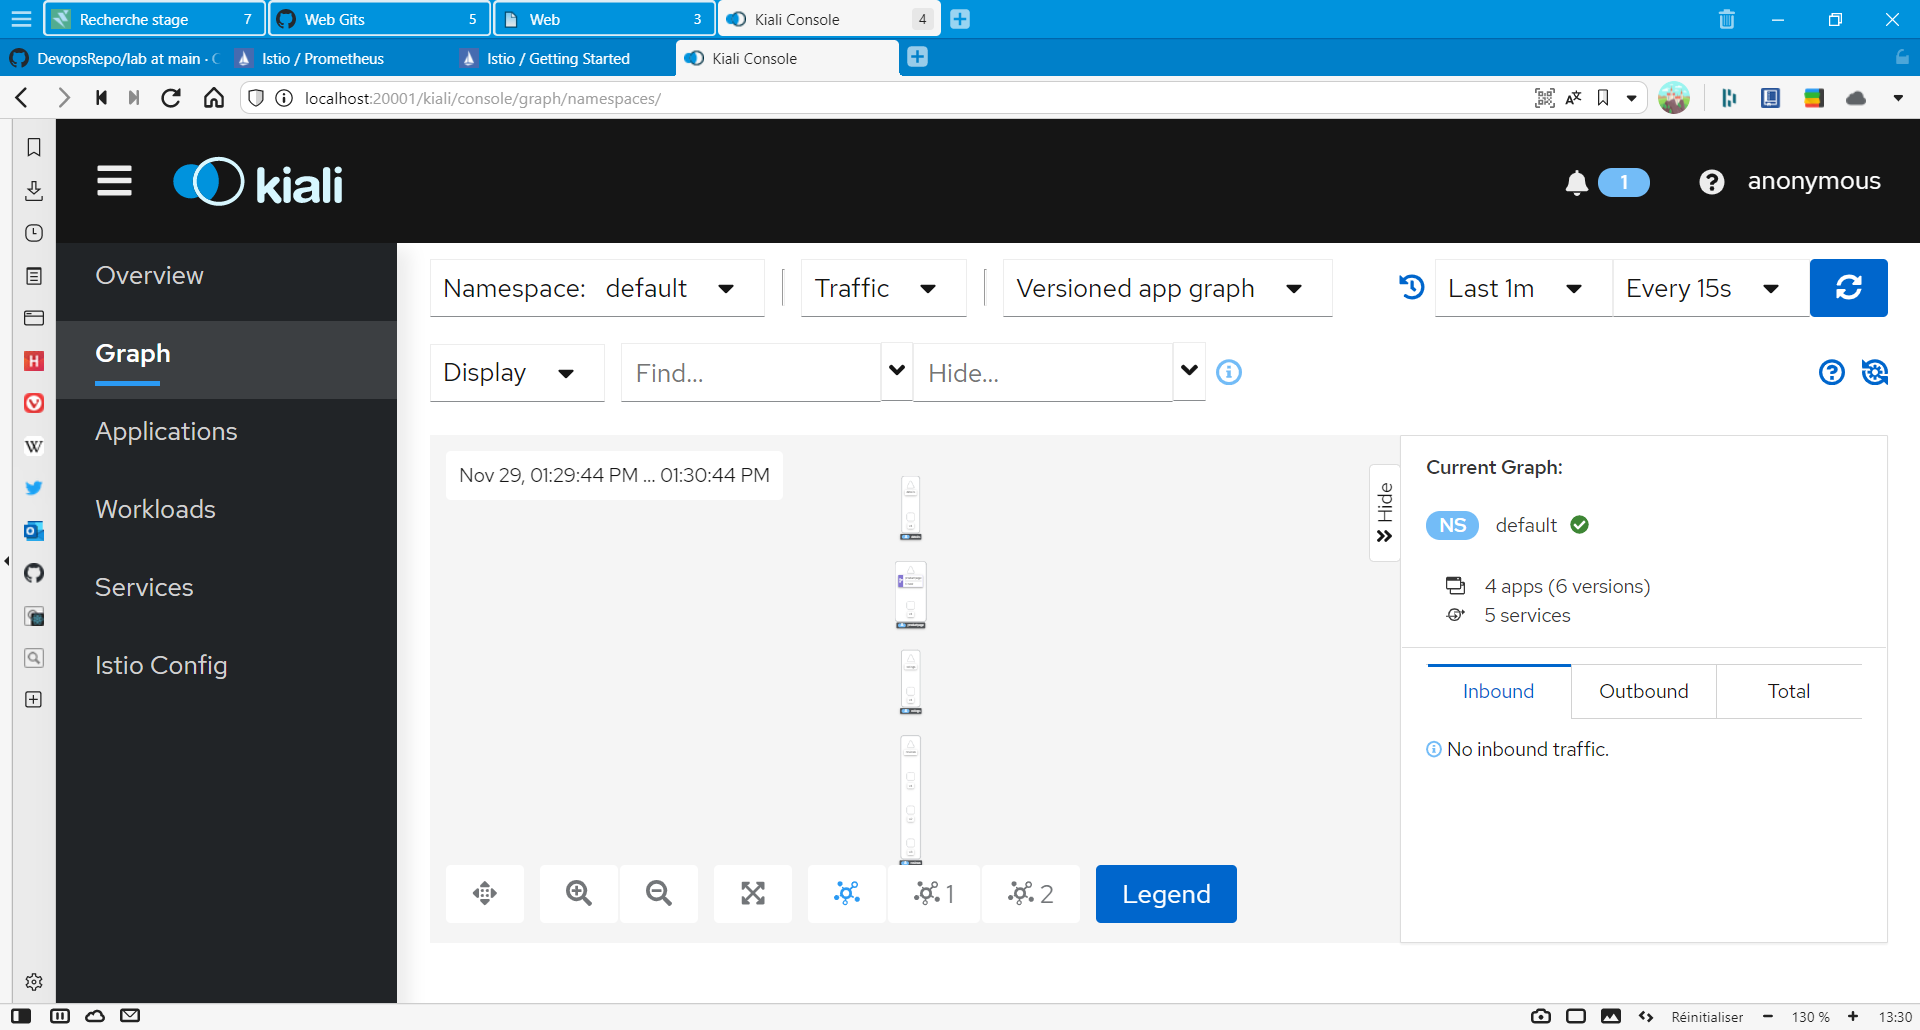 Recherche stage 7 Web Gits 5 Web 3 Kiali Console 4
DevopsRepo/lab at main · Istio / Prometheus Istio / Getting Started Kiali Console
localhost:20001/kiali/console/graph/namespaces/
kiali 1 anonymous
Overview
Graph
Applications
Workloads
Services
Istio Config
Namespace: default Traffic Versioned app graph Last 1m Every 15s
Display Find... Hide...
Nov 29, 01:29:44 PM ... 01:30:44 PM
Hide
1 2 Legend
Current Graph:
NS default
4 apps (6 versions)
5 services
Inbound Outbound Total
No inbound traffic.
Réinitialiser 130 % 13:30